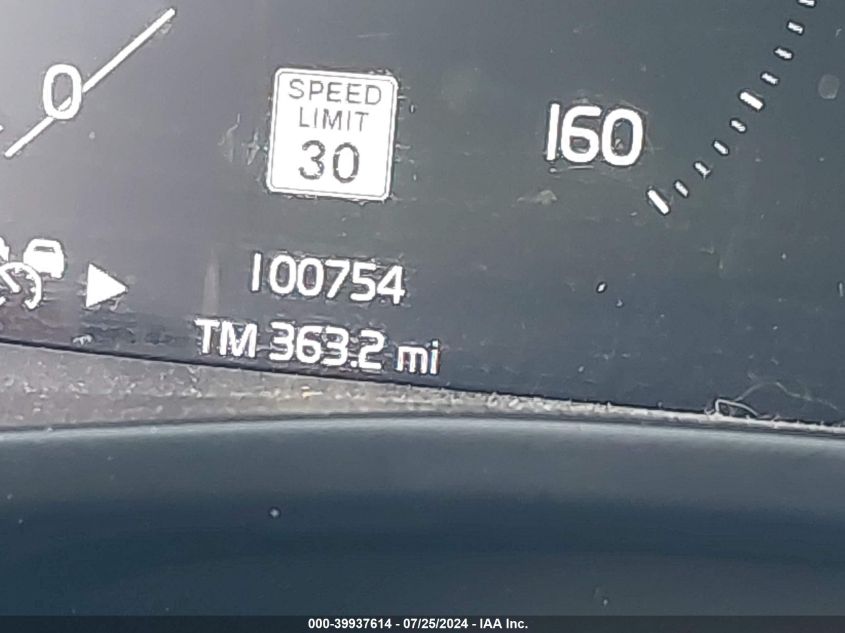 0
SPEED
LIMIT
30
160
100754
TM 363.2 mi
000-39937614 - 07/25/2024 - IAA Inc.